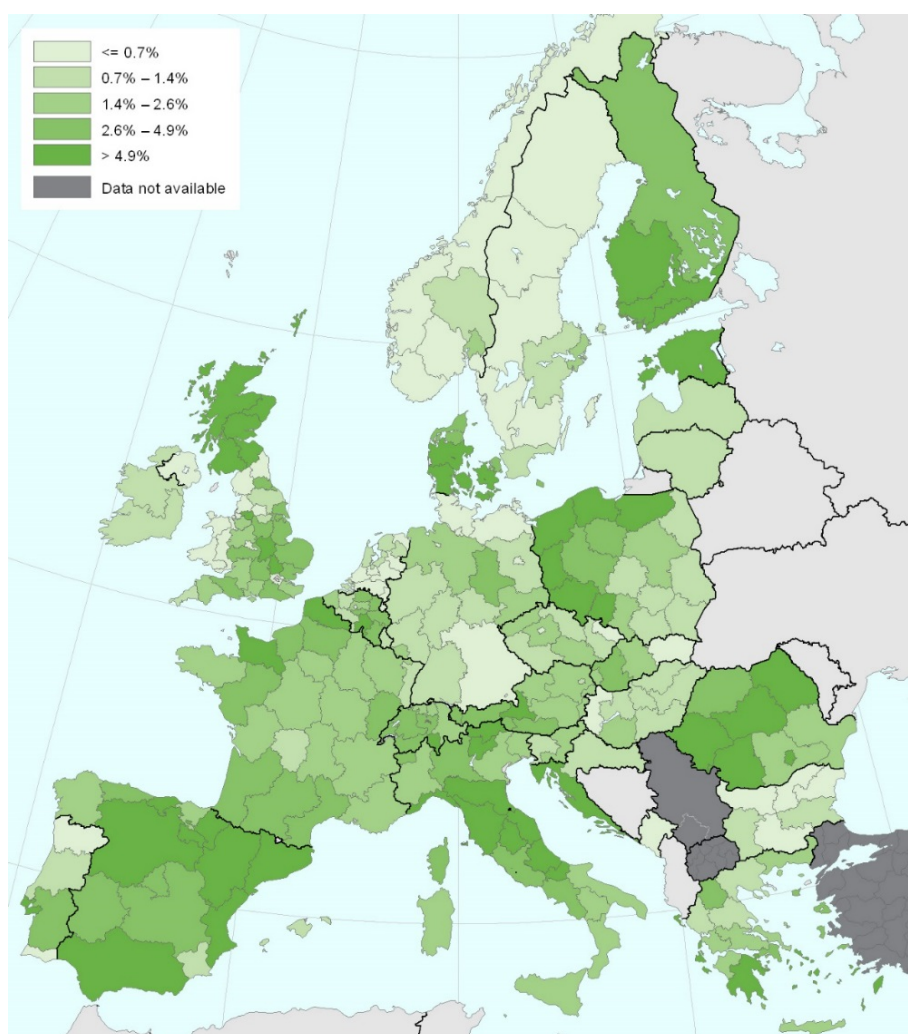 <= 0.7%
0.7% – 1.4%
1.4% – 2.6%
2.6% – 4.9%
> 4.9%
Data not available